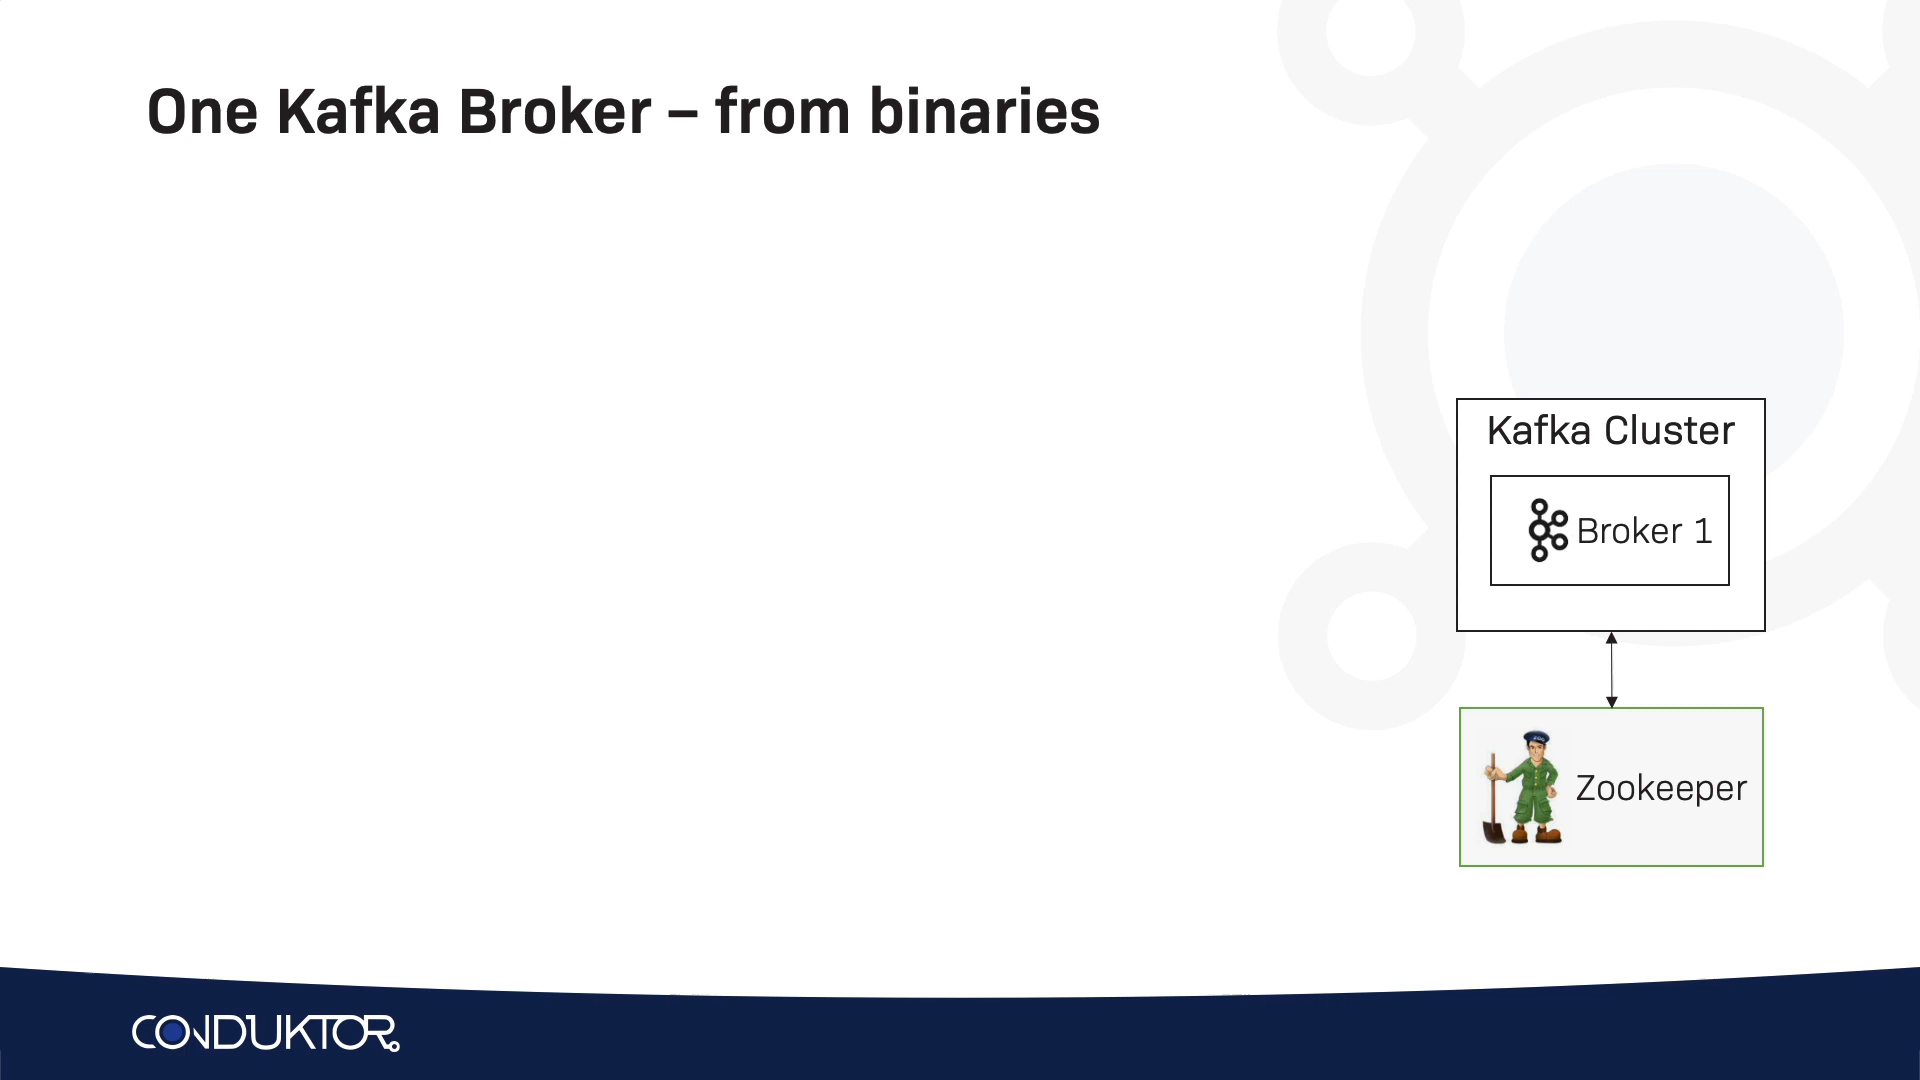 One Kafka Broker – from binaries
Kafka Cluster
Broker 1
Zookeeper
CONDUKTOR